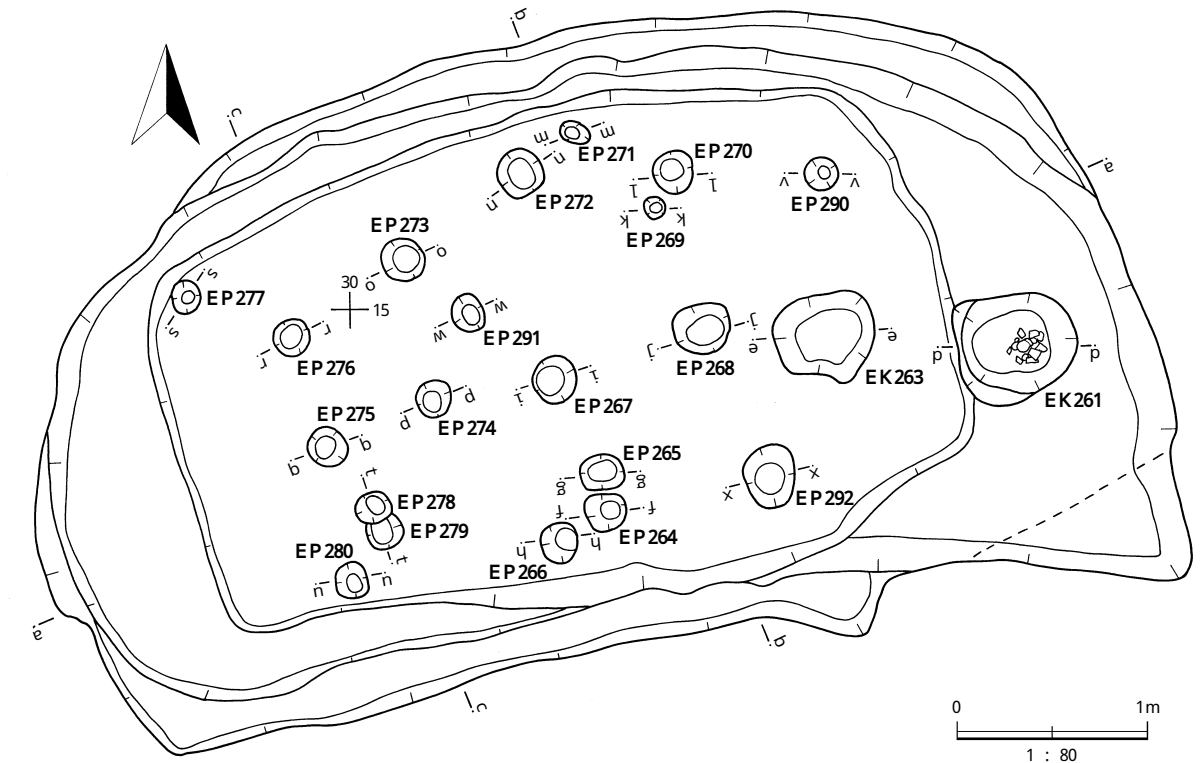 b
c
a
m m
n
EP271
EP270
l l
v v
n
EP272
EP290
k k
EP269
EP273
o
o
s
30
15
EP277
s
w
w
r
r
EP291
EP276
j
j
EP268
e e
EK263
d d
EK261
i
i
EP267
p
p
EP274
EP275
q
q
EP265
g g
t
EP278
EP279
t
x
x
EP292
f f
EP264
h h
EP266
EP280
u u
a
b
c
0 1m
1 : 80